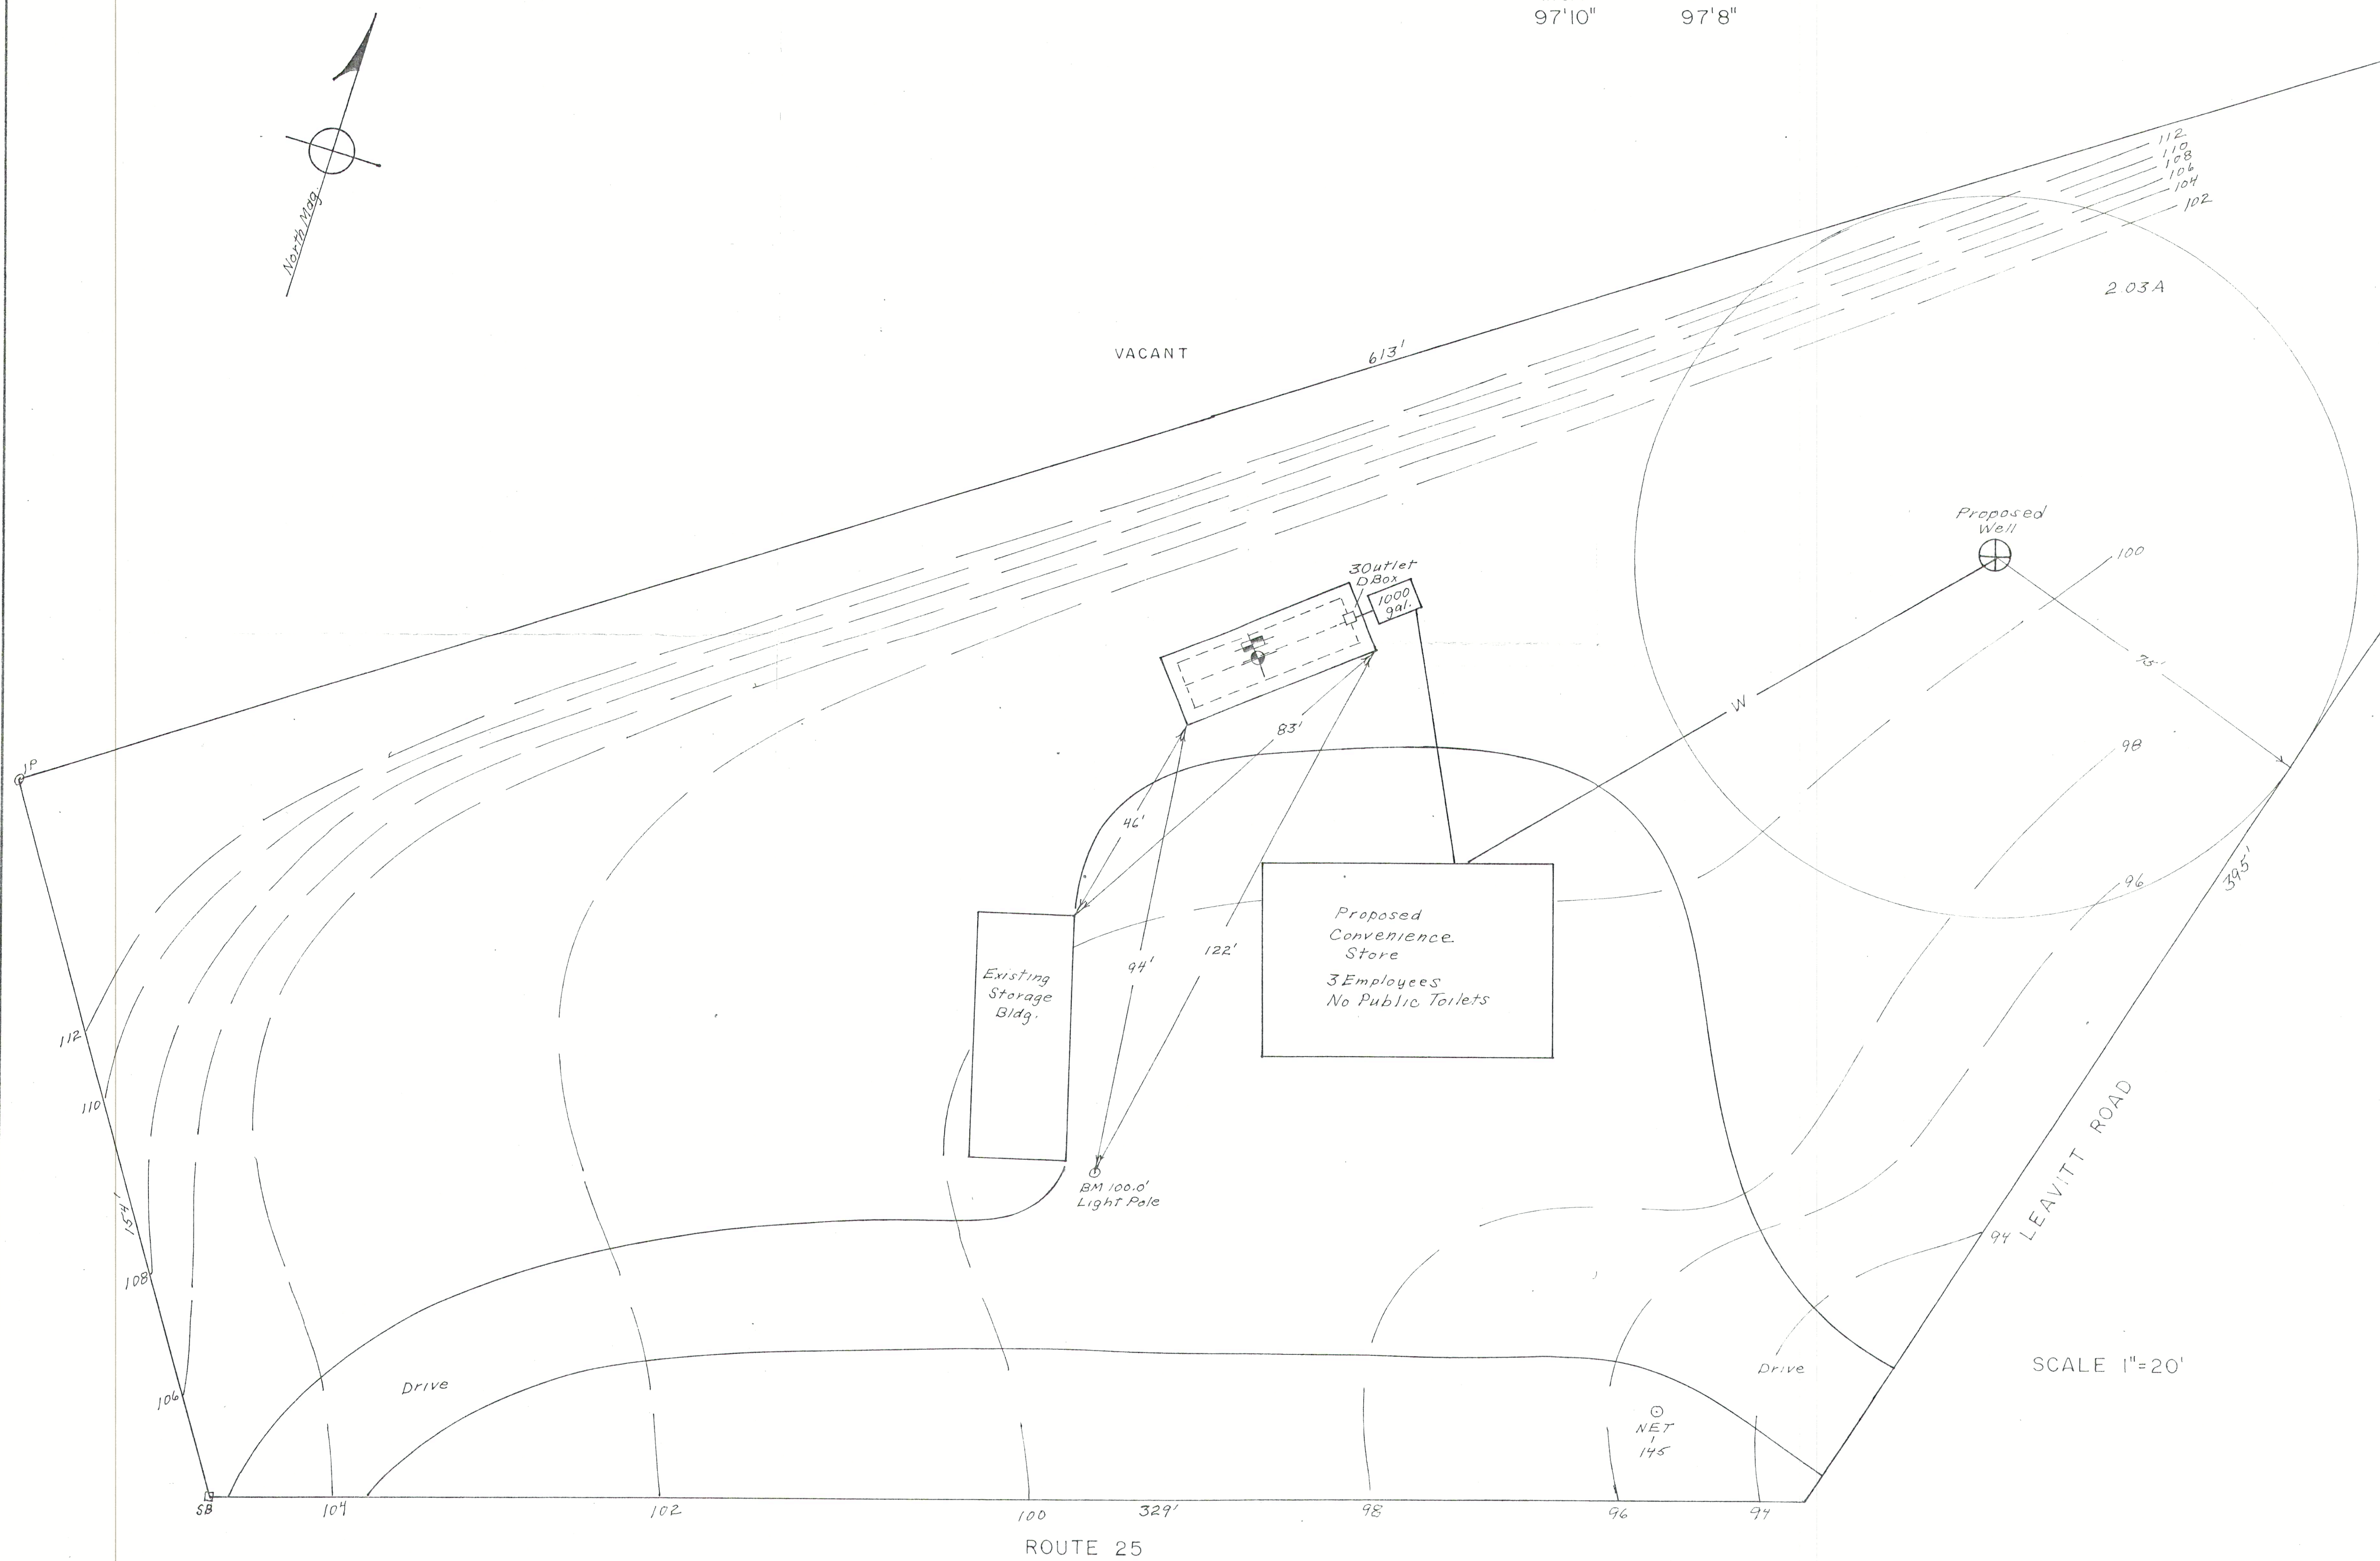 97'10" 97'8"
North Mag.
112
110
108
106
104
102
2.03A
VACANT
613'
Proposed
Well
100
3 Outlet
D Box
1000
gal.
75'
W
83'
98
IP
46'
96
395'
Proposed
Convenience
Store
3 Employees
No Public Toilets
94'
122'
Existing
Storage
Bldg.
112
110
BM 100.0'
Light Pole
LEAVITT ROAD
154'
94
108
SCALE 1"=20'
Drive
Drive
106
NET
1
145
SB
104
102
100
329'
98
96
94
ROUTE 25